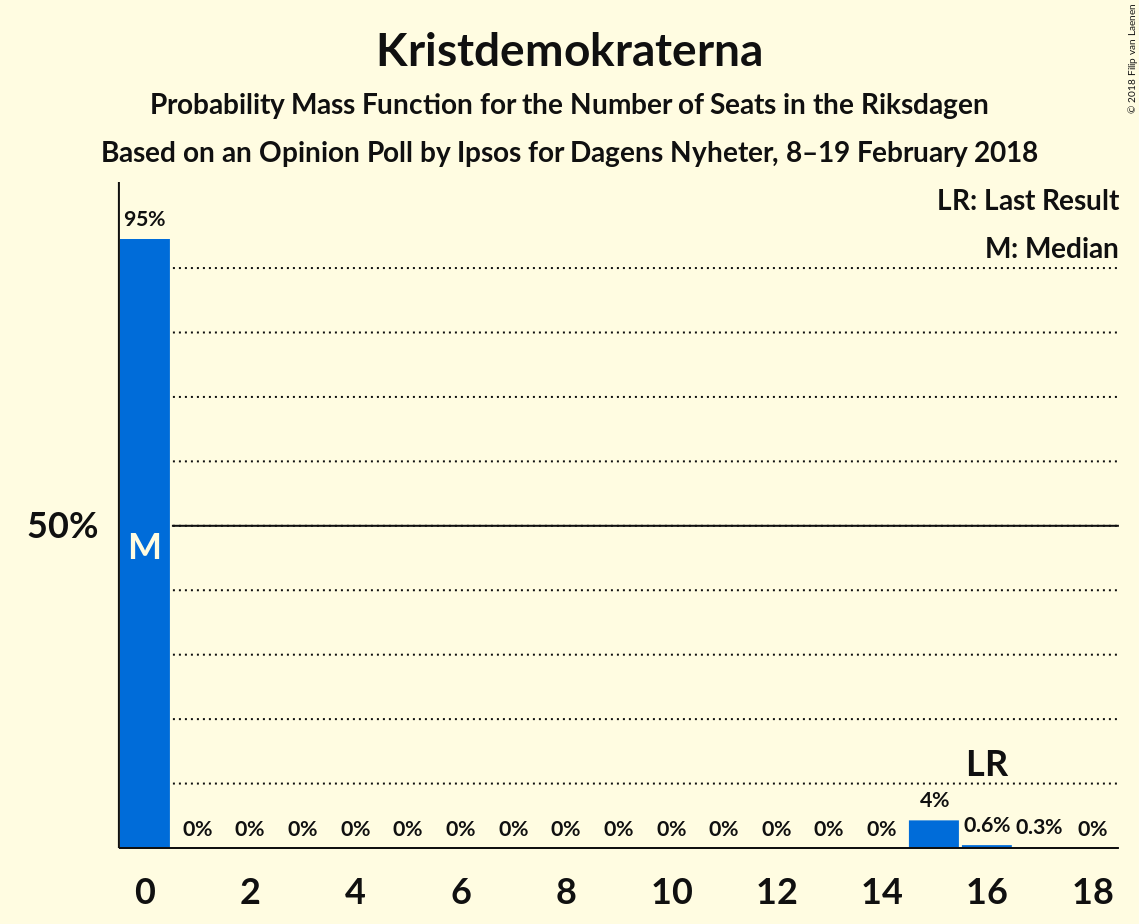 Kristdemokraterna
Probability Mass Function for the Number of Seats in the Riksdagen
Based on an Opinion Poll by Ipsos for Dagens Nyheter, 8–19 February 2018
© 2018 Filip van Laenen
LR: Last Result
M: Median
95%
50%
M
LR
0% 0% 0% 0% 0% 0% 0% 0% 0% 0% 0% 0% 0% 0% 4% 0.6% 0.3% 0%
0 2 4 6 8 10 12 14 16 18